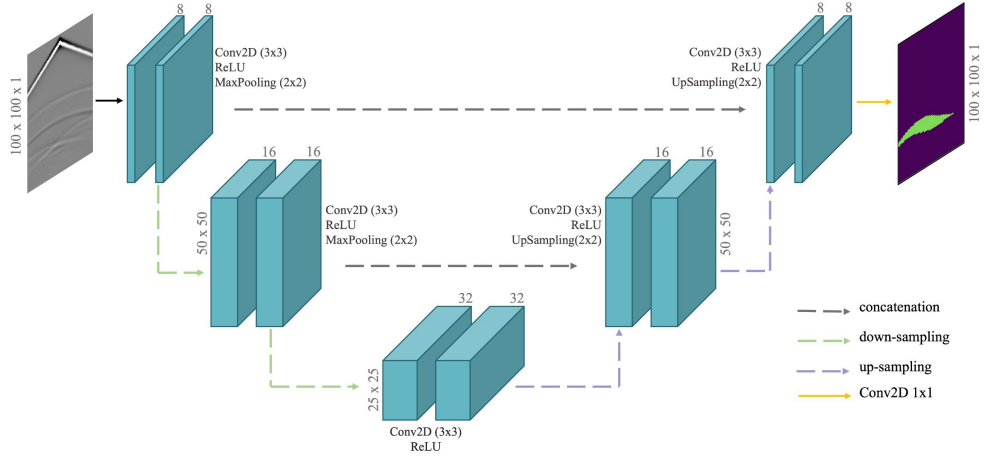 100 x 100 x 1
8 8
Conv2D (3x3)
ReLU
MaxPooling (2x2)
Conv2D (3x3)
ReLU
UpSampling(2x2)
8 8
100 x 100 x 1
16 16
50 x 50
Conv2D (3x3)
ReLU
MaxPooling (2x2)
Conv2D (3x3)
ReLU
UpSampling(2x2)
16 16
50 x 50
32 32
25 x 25
Conv2D (3x3)
ReLU
concatenation
down-sampling
up-sampling
Conv2D 1x1